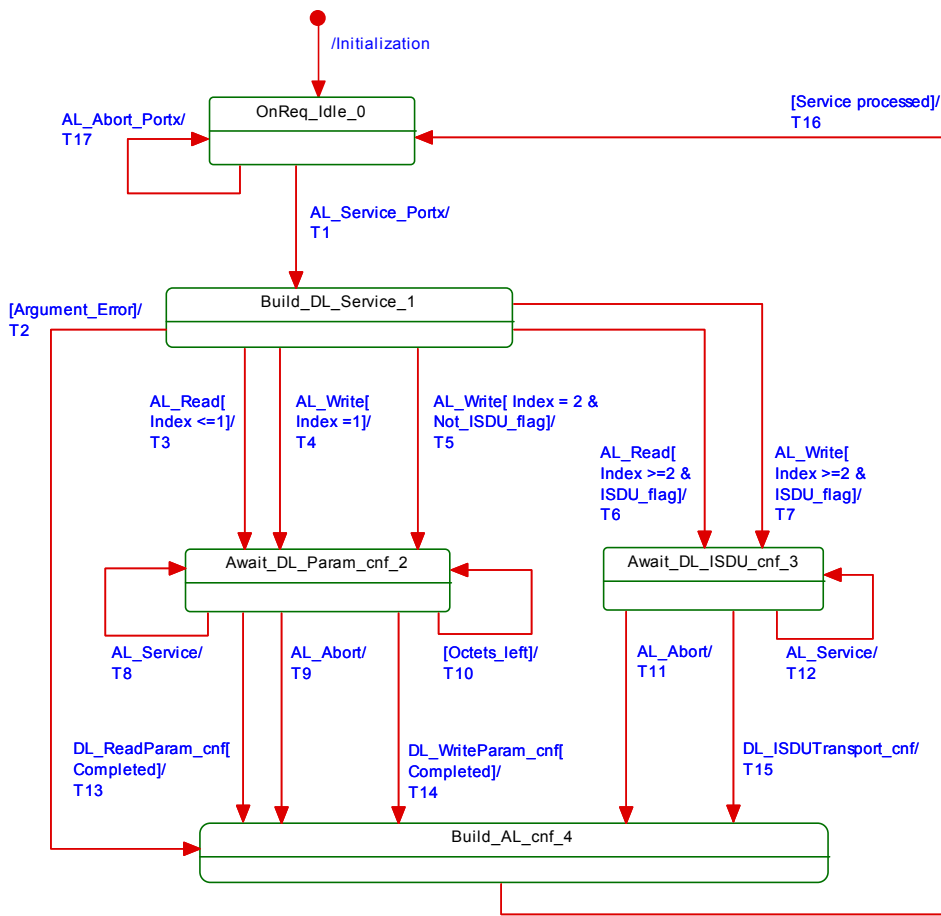 /Initialization
OnReq_Idle_0
[Service processed]/
T16
AL_Abort_Portx/
T17
AL_Service_Portx/
T1
Build_DL_Service_1
[Argument_Error]/
T2
AL_Read[
Index <=1]/
T3
AL_Write[
Index =1]/
T4
AL_Write[ Index = 2 &
Not_ISDU_flag]/
T5
AL_Read[
Index >=2 &
ISDU_flag]/
T6
AL_Write[
Index >=2 &
ISDU_flag]/
T7
Await_DL_Param_cnf_2
Await_DL_ISDU_cnf_3
AL_Service/
T8
AL_Abort/
T9
[Octets_left]/
T10
AL_Abort/
T11
AL_Service/
T12
DL_ReadParam_cnf[
Completed]/
T13
DL_WriteParam_cnf[
Completed]/
T14
DL_ISDUTransport_cnf/
T15
Build_AL_cnf_4